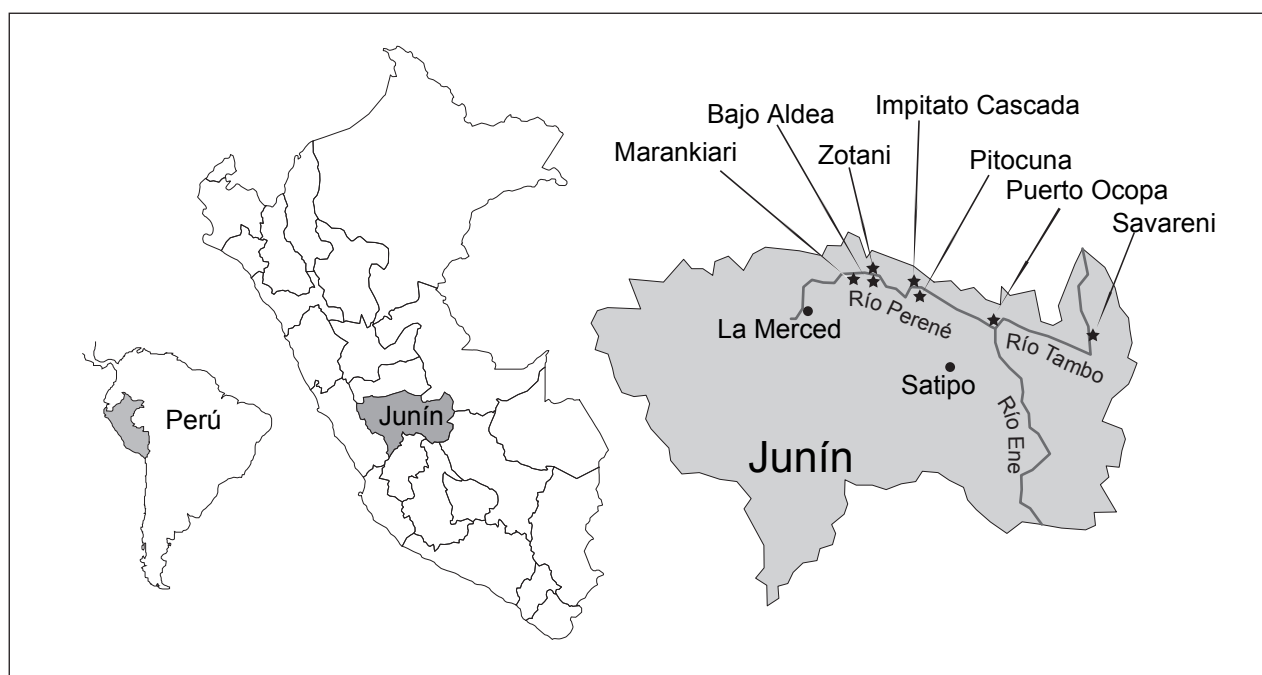 Perú
Junín
Impitato Cascada
Bajo Aldea
Marankiari
Zotani
Pitocuna
Puerto Ocopa
Savareni
Río Perené
La Merced
Río Tambo
Satipo
Río Ene
Junín